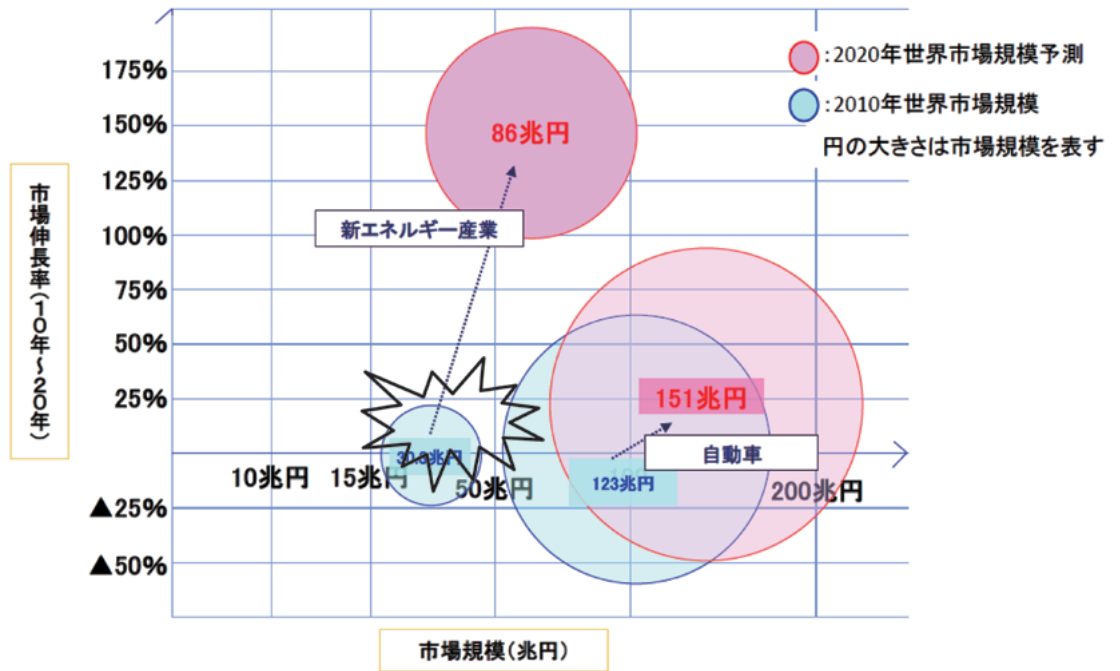 175%
150%
125%
100%
75%
50%
25%
▲25%
▲50%
市場伸長率(10年~20年)
:2020年世界市場規模予測
:2010年世界市場規模
円の大きさは市場規模を表す
86兆円
新エネルギー産業
151兆円
自動車
123兆円
10兆円
15兆円
50兆円
200兆円
市場規模(兆円)